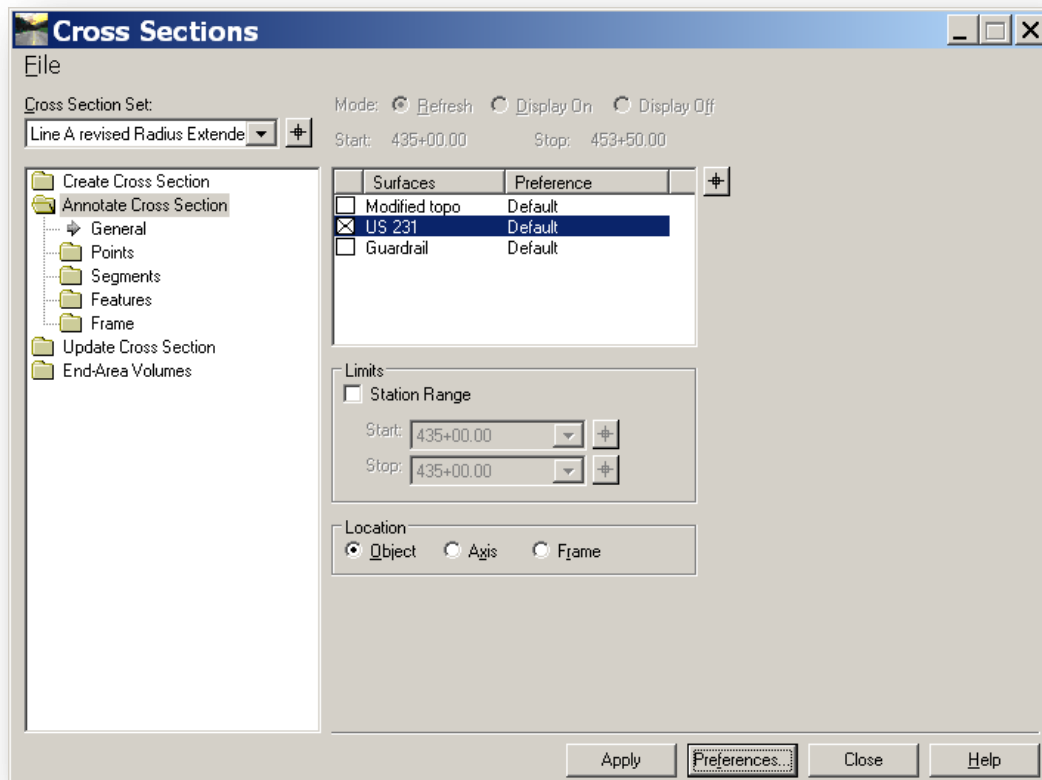 Cross Sections
File
Cross Section Set:
Line A revised Radius Extende
Mode: Refresh Display On Display Off
Start: 435+00.00 Stop: 453+50.00
Create Cross Section
Annotate Cross Section
General
Points
Segments
Features
Frame
Update Cross Section
End-Area Volumes
Surfaces Preference
Modified topo Default
US 231 Default
Guardrail Default
Limits
Station Range
Start: 435+00.00
Stop: 435+00.00
Location
Object Axis Frame
Apply Preferences... Close Help